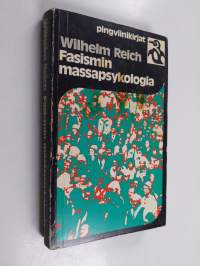 pingviinikirjat
Wilhelm Reich
Fasismin
massapsykologia